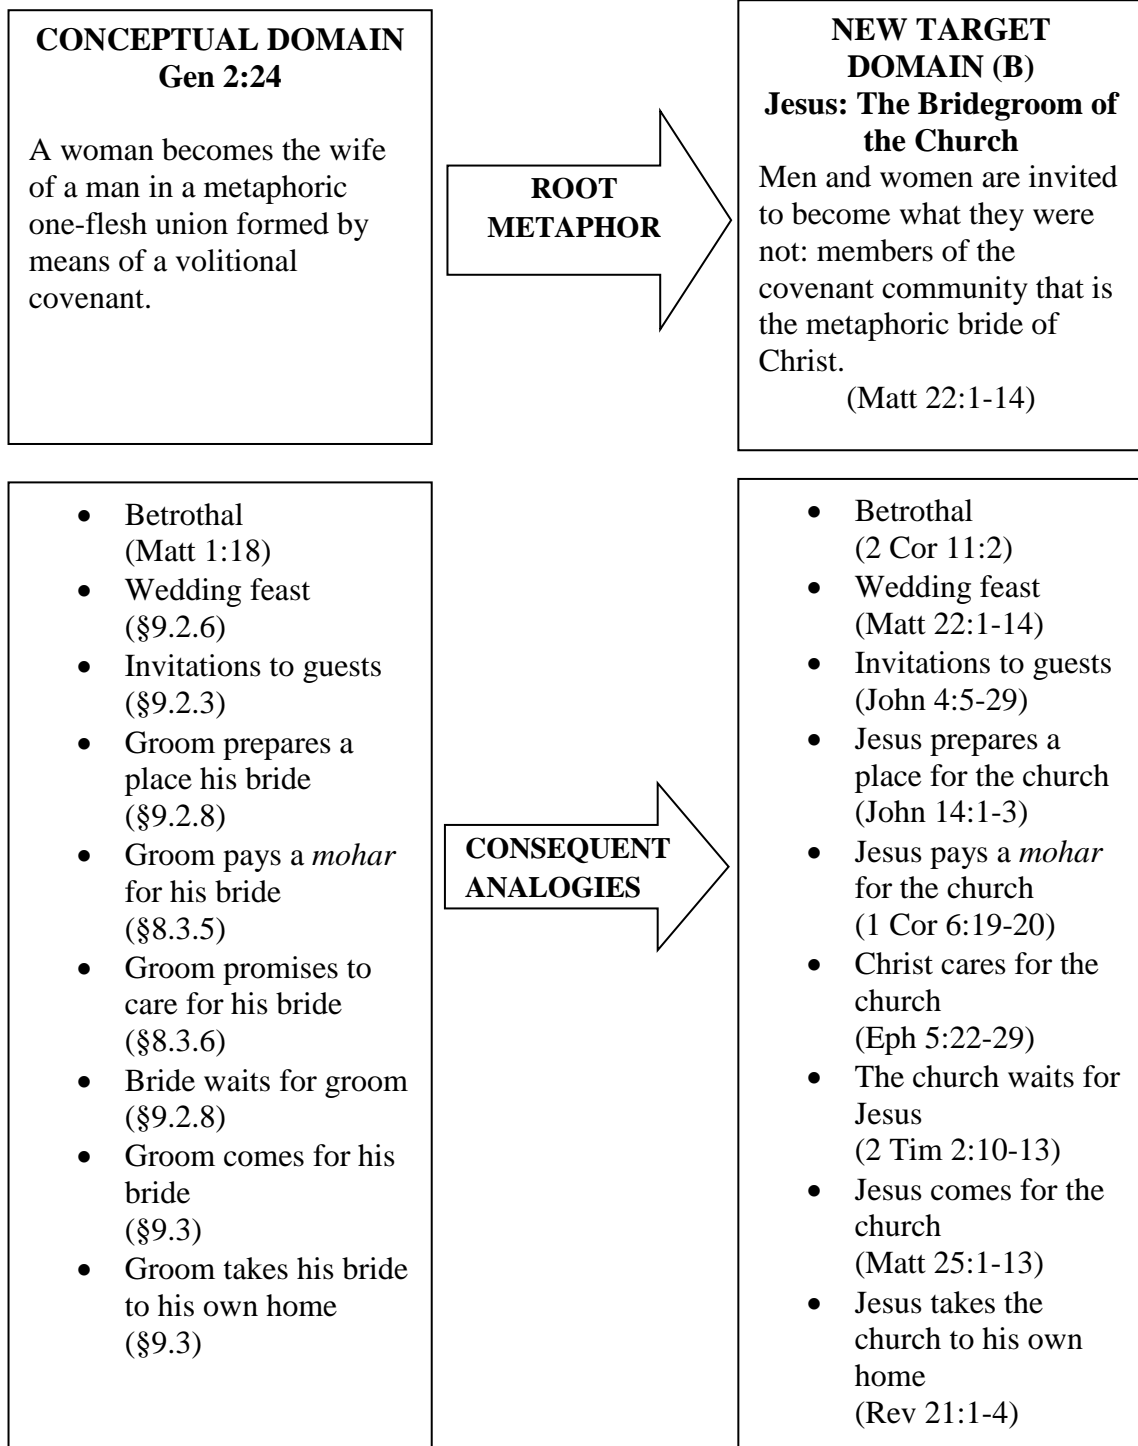 CONCEPTUAL DOMAIN
Gen 2:24
A woman becomes the wife
of a man in a metaphoric
one-flesh union formed by
means of a volitional
covenant.
ROOT
METAPHOR
NEW TARGET
DOMAIN (B)
Jesus: The Bridegroom of
the Church
Men and women are invited
to become what they were
not: members of the
covenant community that is
the metaphoric bride of
Christ.
(Matt 22:1-14)
• Betrothal
(Matt 1:18)
• Wedding feast
(§9.2.6)
• Invitations to guests
(§9.2.3)
• Groom prepares a
place his bride
(§9.2.8)
• Groom pays a mohar
for his bride
(§8.3.5)
• Groom promises to
care for his bride
(§8.3.6)
• Bride waits for groom
(§9.2.8)
• Groom comes for his
bride
(§9.3)
• Groom takes his bride
to his own home
(§9.3)
CONSEQUENT
ANALOGIES
• Betrothal
(2 Cor 11:2)
• Wedding feast
(Matt 22:1-14)
• Invitations to guests
(John 4:5-29)
• Jesus prepares a
place for the church
(John 14:1-3)
• Jesus pays a mohar
for the church
(1 Cor 6:19-20)
• Christ cares for the
church
(Eph 5:22-29)
• The church waits for
Jesus
(2 Tim 2:10-13)
• Jesus comes for the
church
(Matt 25:1-13)
• Jesus takes the
church to his own
home
(Rev 21:1-4)